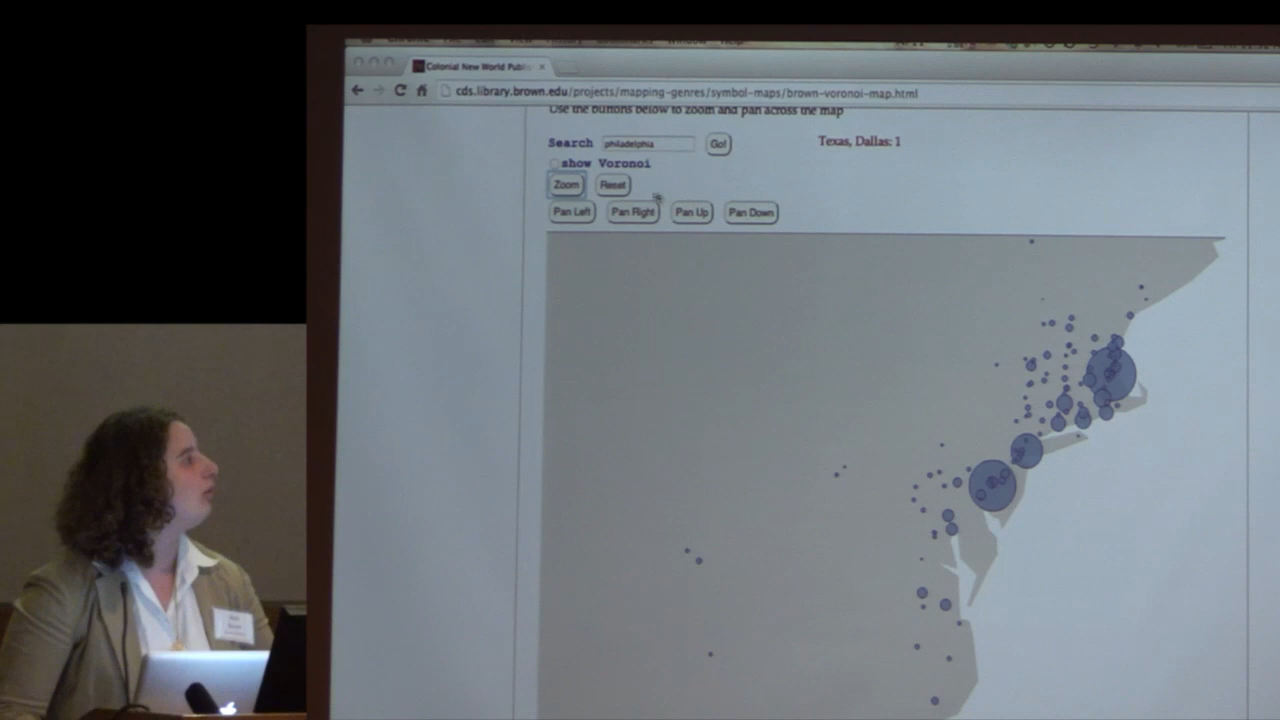 Colonial New World Public
cds.library.brown.edu/projects/mapping-genres/symbol-maps/brown-voronoi-map.html
Use the buttons below to zoom and pan across the map
Search philadelphia Go! Texas, Dallas: 1
show Voronoi
Zoom Reset
Pan Left Pan Right Pan Up Pan Down